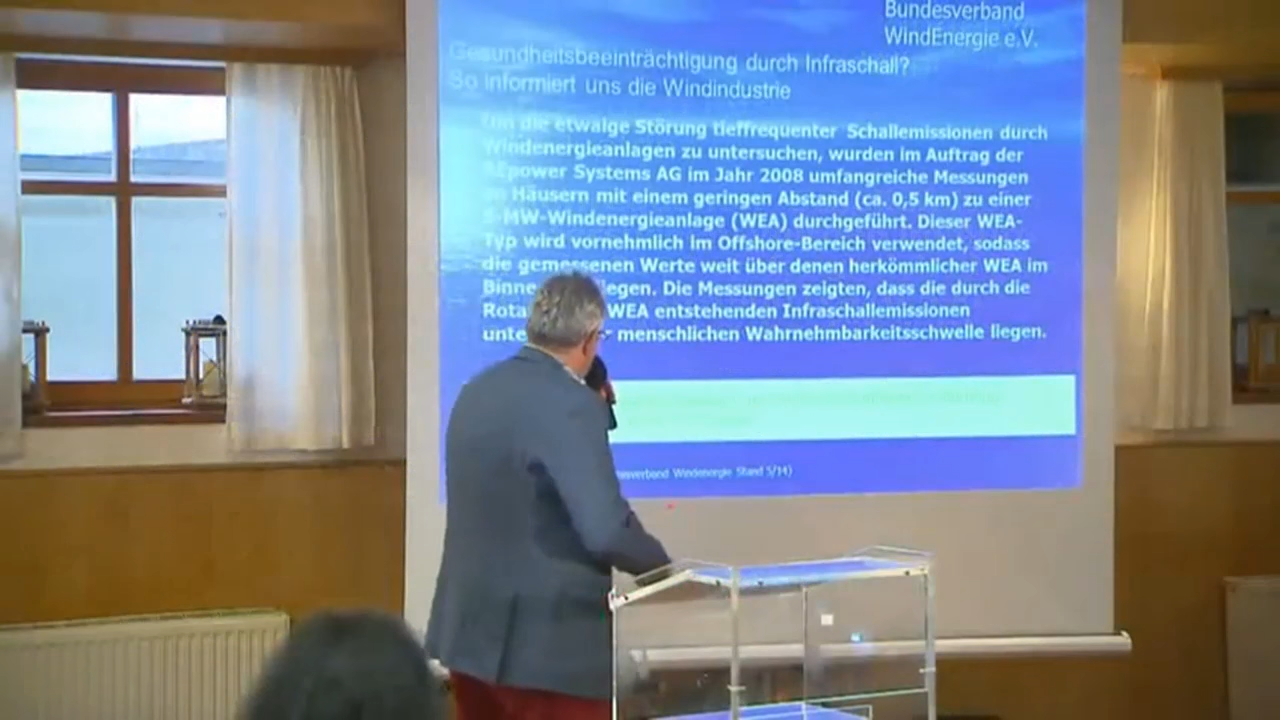 Bundesverband
WindEnergie e.V.
Gesundheitsbeeinträchtigung durch Infraschall?
So informiert uns die Windindustrie
Um die etwaige Störung tieffrequenter Schallemissionen durch
Windenergieanlagen zu untersuchen, wurden im Auftrag der
REpower Systems AG im Jahr 2008 umfangreiche Messungen
in Häusern mit einem geringen Abstand (ca. 0,5 km) zu einer
5-MW-Windenergieanlage (WEA) durchgeführt. Dieser WEA-
Typ wird vornehmlich im Offshore-Bereich verwendet, sodass
die gemessenen Werte weit über denen herkömmlicher WEA im
liegen. Die Messungen zeigten, dass die durch die
WEA entstehenden Infraschallemissionen
menschlichen Wahrnehmbarkeitsschwelle liegen.
Windenergie Stand 5/14)